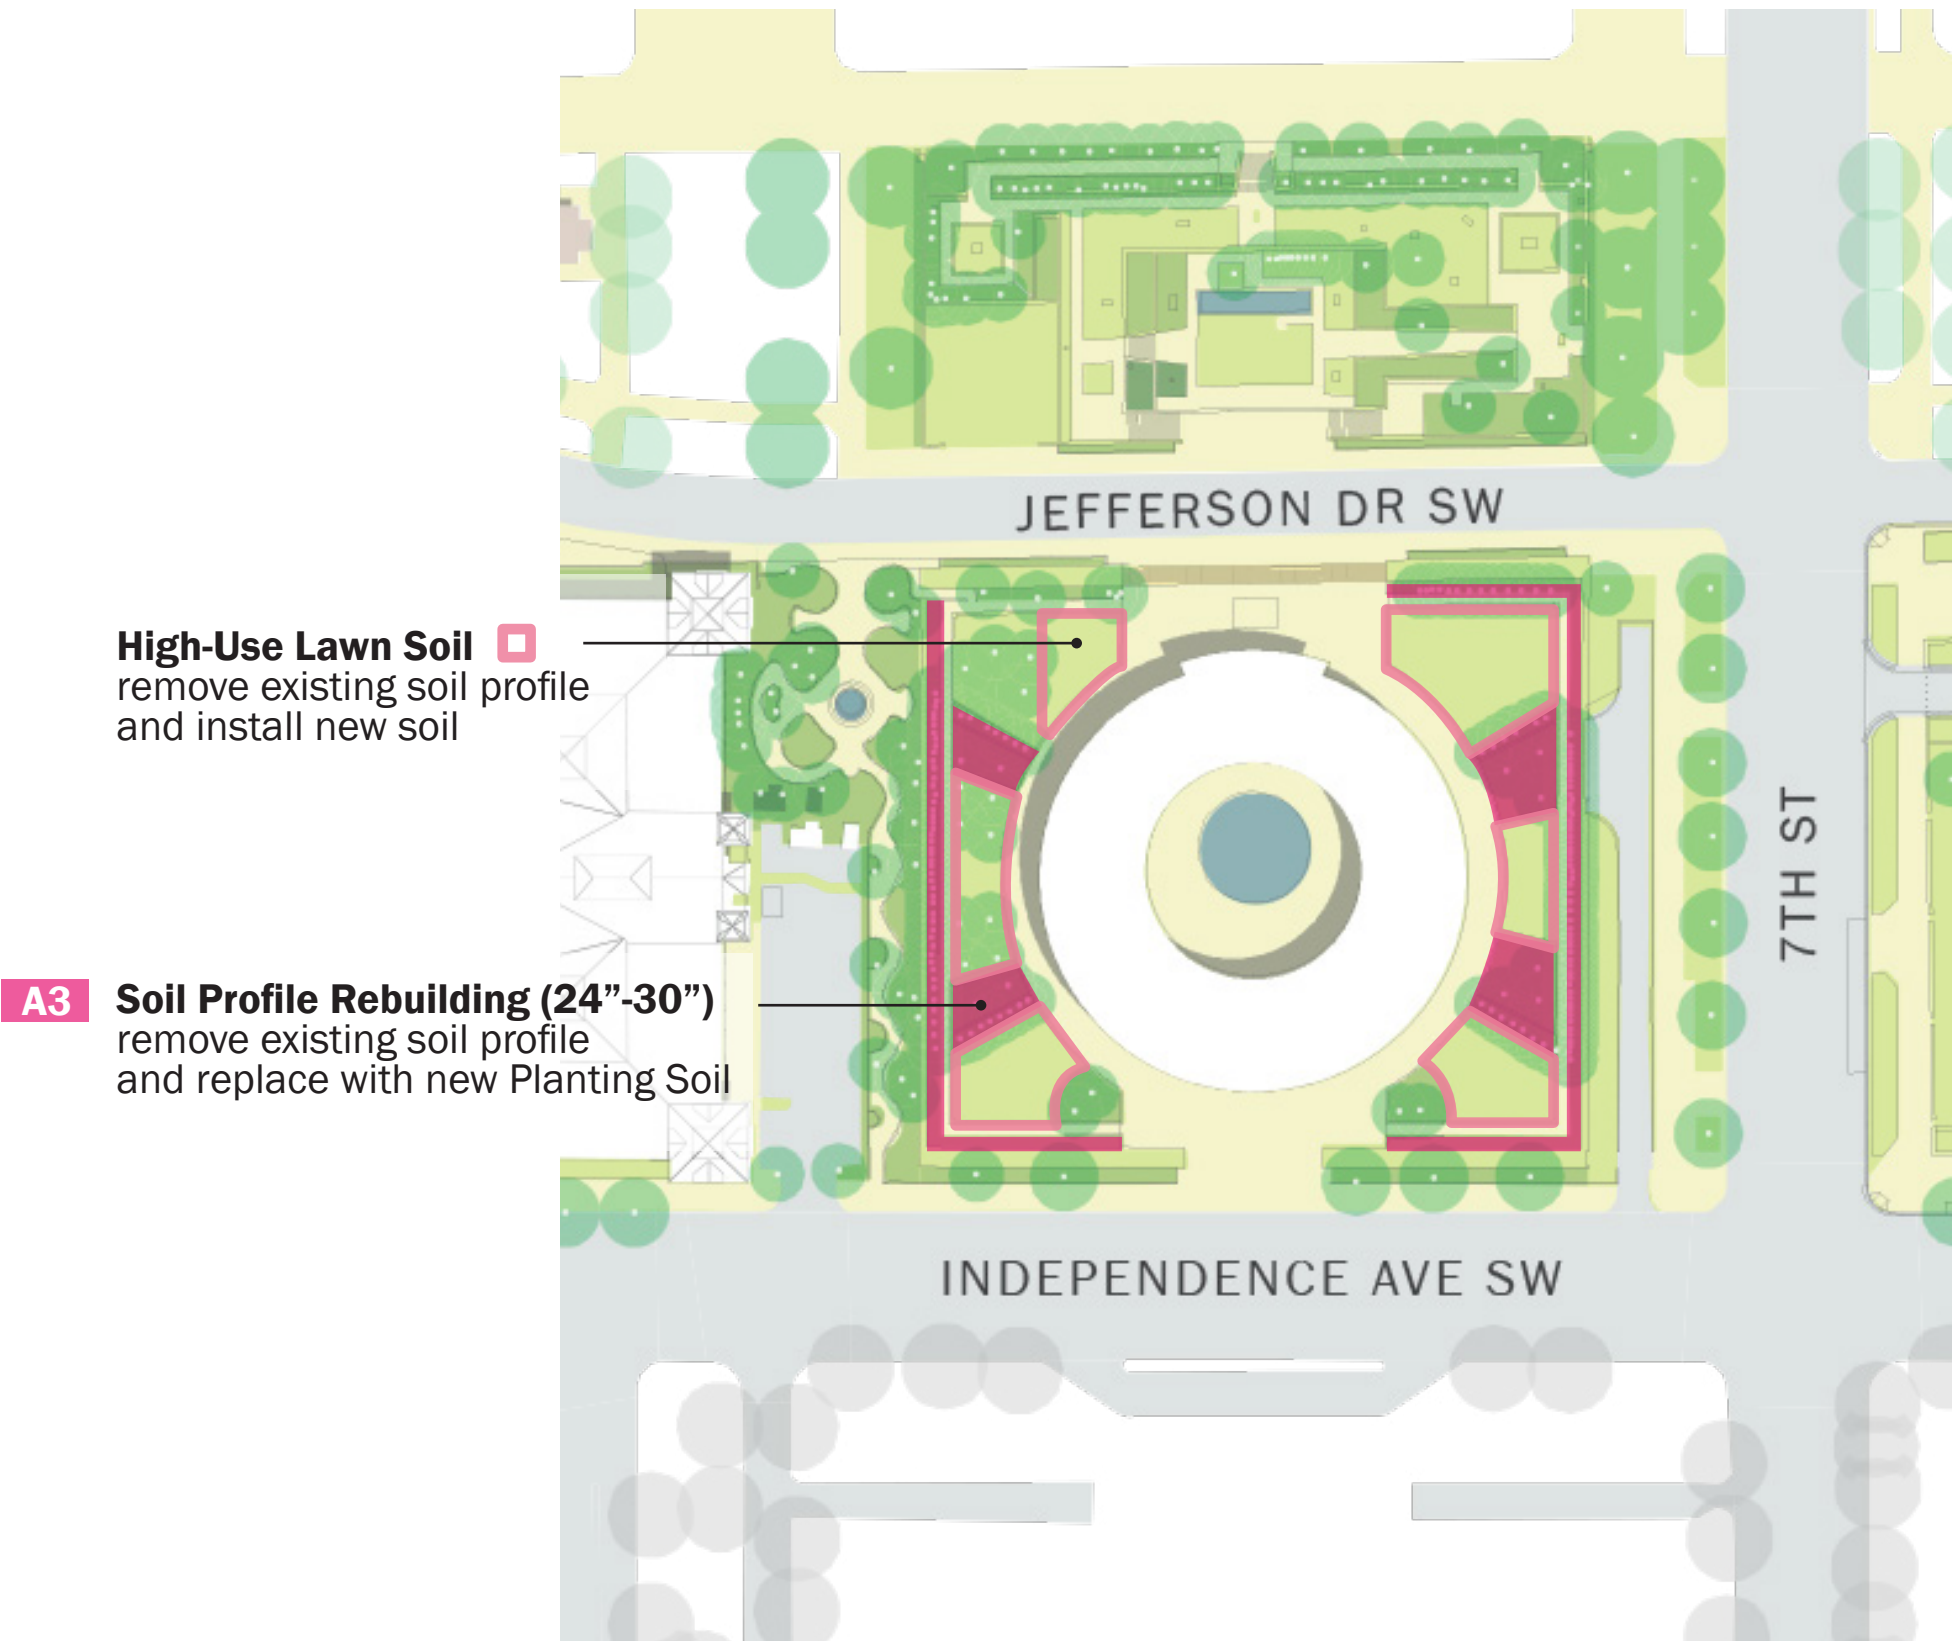 JEFFERSON DR SW
High-Use Lawn Soil
remove existing soil profile
and install new soil
7TH ST
A3 Soil Profile Rebuilding (24”-30”)
remove existing soil profile
and replace with new Planting Soil
INDEPENDENCE AVE SW